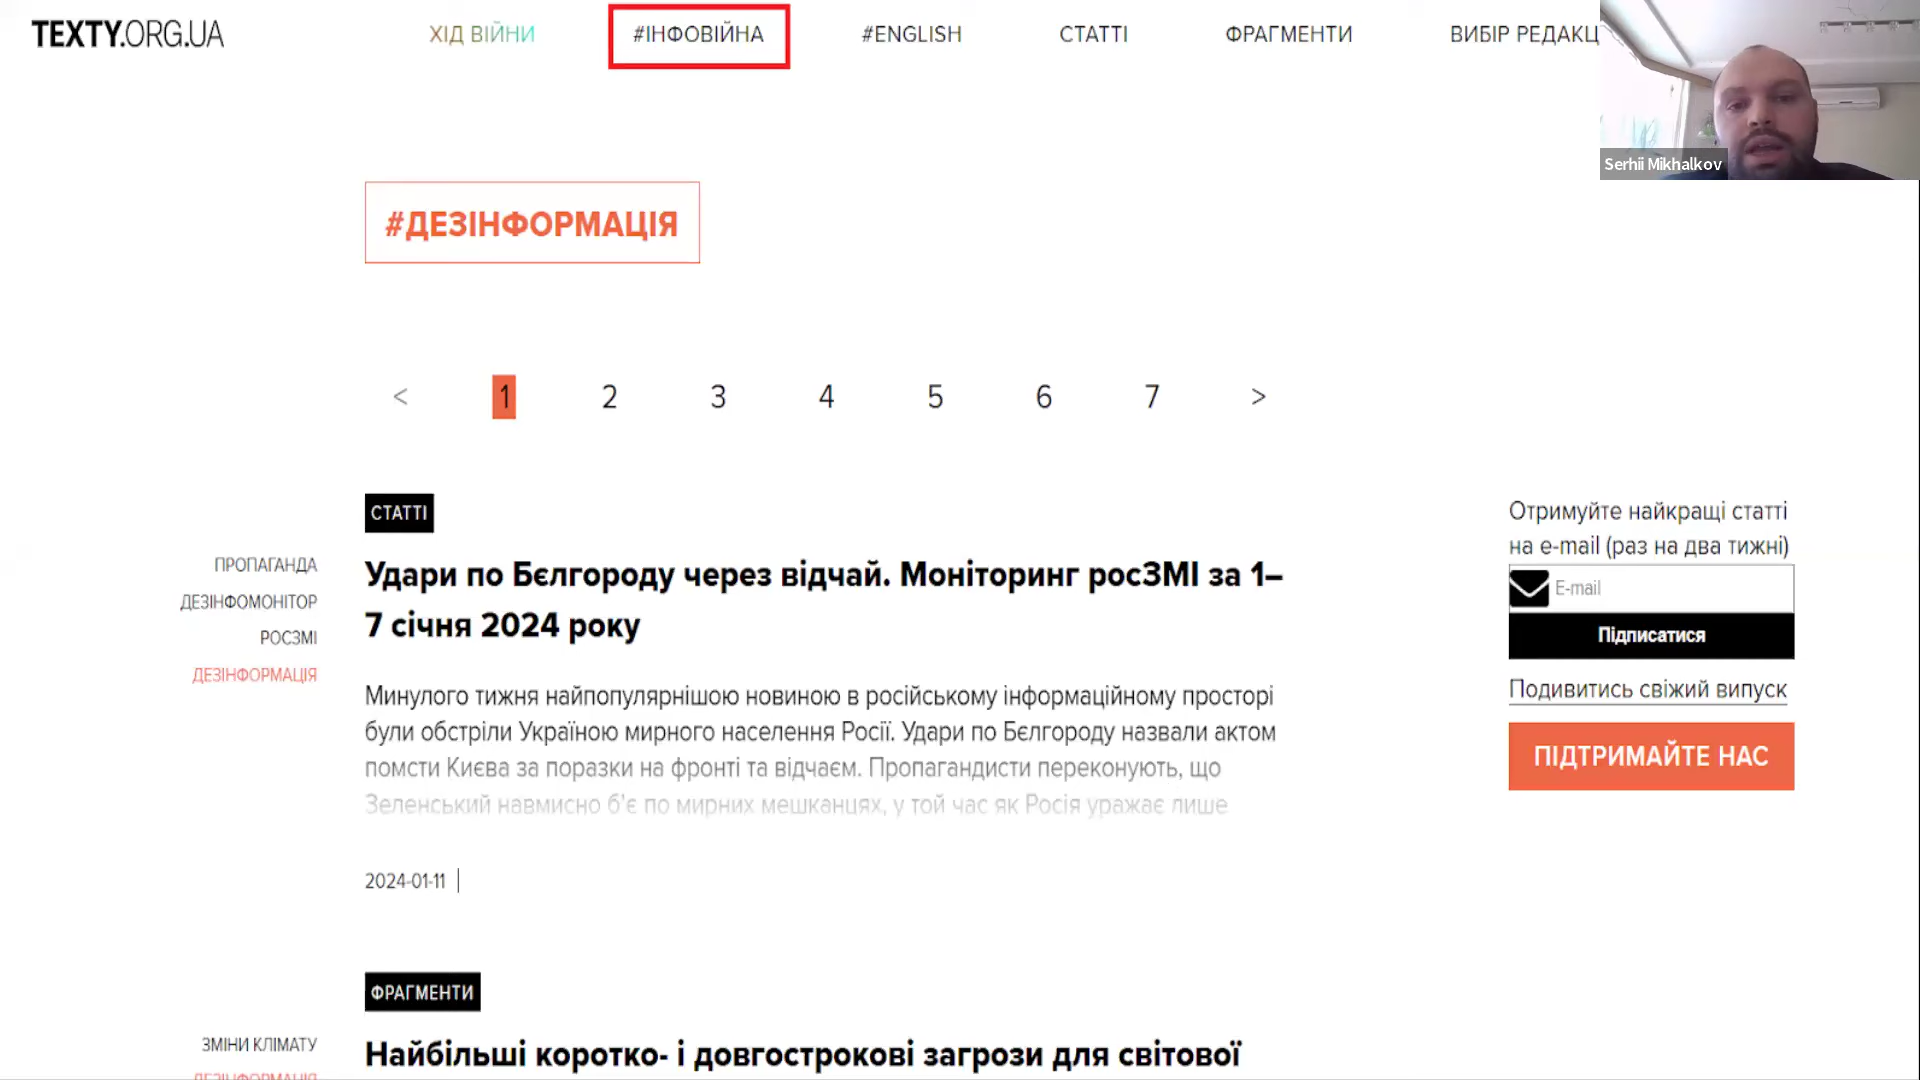 TEXTY.ORG.UA
ХІД ВІЙНИ
#ІНФОВІЙНА
#ENGLISH
СТАТТІ
ФРАГМЕНТИ
ВИБІР РЕДАКЦ
Serhii Mikhalkov
#ДЕЗІНФОРМАЦІЯ
< 1 2 3 4 5 6 7 >
СТАТТІ
ПРОПАГАНДА
ДЕЗІНФОМОНІТОР
РОСЗМІ
ДЕЗІНФОРМАЦІЯ
Удари по Бєлгороду через відчай. Моніторинг росЗМІ за 1–
7 січня 2024 року
Минулого тижня найпопулярнішою новиною в російському інформаційному просторі
були обстріли Україною мирного населення Росії. Удари по Бєлгороду назвали актом
помсти Києва за поразки на фронті та відчаєм. Пропагандисти переконують, що
Зеленський навмисно б’є по мирних мешканцях, у той час як Росія уражає лише
2024-01-11
Отримуйте найкращі статті
на e-mail (раз на два тижні)
E-mail
Підписатися
Подивитись свіжий випуск
ПІДТРИМАЙТЕ НАС
ФРАГМЕНТИ
ЗМІНИ КЛІМАТУ
ДЕЗІНФОРМАЦІЯ
Найбільші коротко- і довгострокові загрози для світової